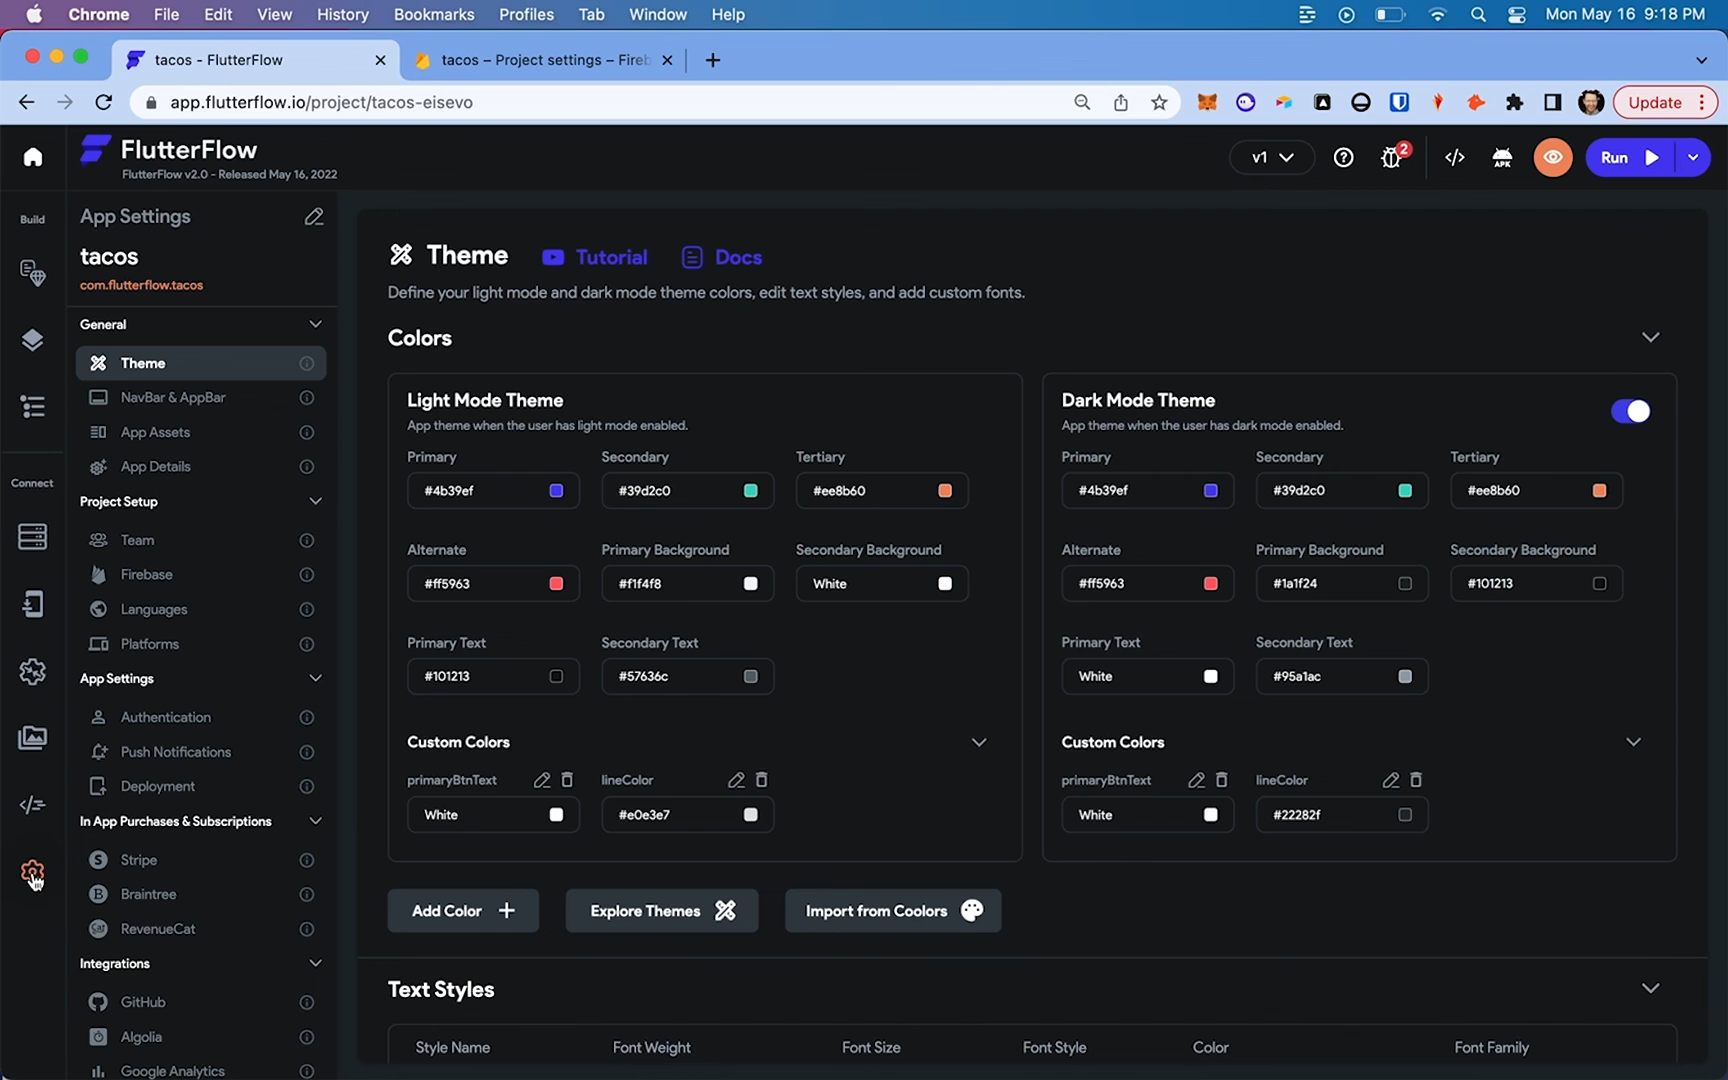 Chrome File Edit View History Bookmarks Profiles Tab Window Help Mon May 16 9:18 PM
tacos - FlutterFlow
tacos – Project settings – Fireb
app.flutterflow.io/project/tacos-eisevo
Update
FlutterFlow
FlutterFlow v2.0 - Released May 16, 2022
v1
2
APK
Run
Build
Connect
App Settings
tacos
com.flutterflow.tacos
General
Theme
NavBar & AppBar
App Assets
App Details
Project Setup
Team
Firebase
Languages
Platforms
App Settings
Authentication
Push Notifications
Deployment
In App Purchases & Subscriptions
Stripe
Braintree
RevenueCat
Integrations
GitHub
Algolia
Google Analytics
Theme Tutorial Docs
Define your light mode and dark mode theme colors, edit text styles, and add custom fonts.
Colors
Light Mode Theme
App theme when the user has light mode enabled.
Primary Secondary Tertiary
#4b39ef #39d2c0 #ee8b60
Alternate Primary Background Secondary Background
#ff5963 #f1f4f8 White
Primary Text Secondary Text
#101213 #57636c
Custom Colors
primaryBtnText lineColor
White #e0e3e7
Dark Mode Theme
App theme when the user has dark mode enabled.
Primary Secondary Tertiary
#4b39ef #39d2c0 #ee8b60
Alternate Primary Background Secondary Background
#ff5963 #1a1f24 #101213
Primary Text Secondary Text
White #95a1ac
Custom Colors
primaryBtnText lineColor
White #22282f
Add Color Explore Themes Import from Coolors
Text Styles
Style Name Font Weight Font Size Font Style Color Font Family